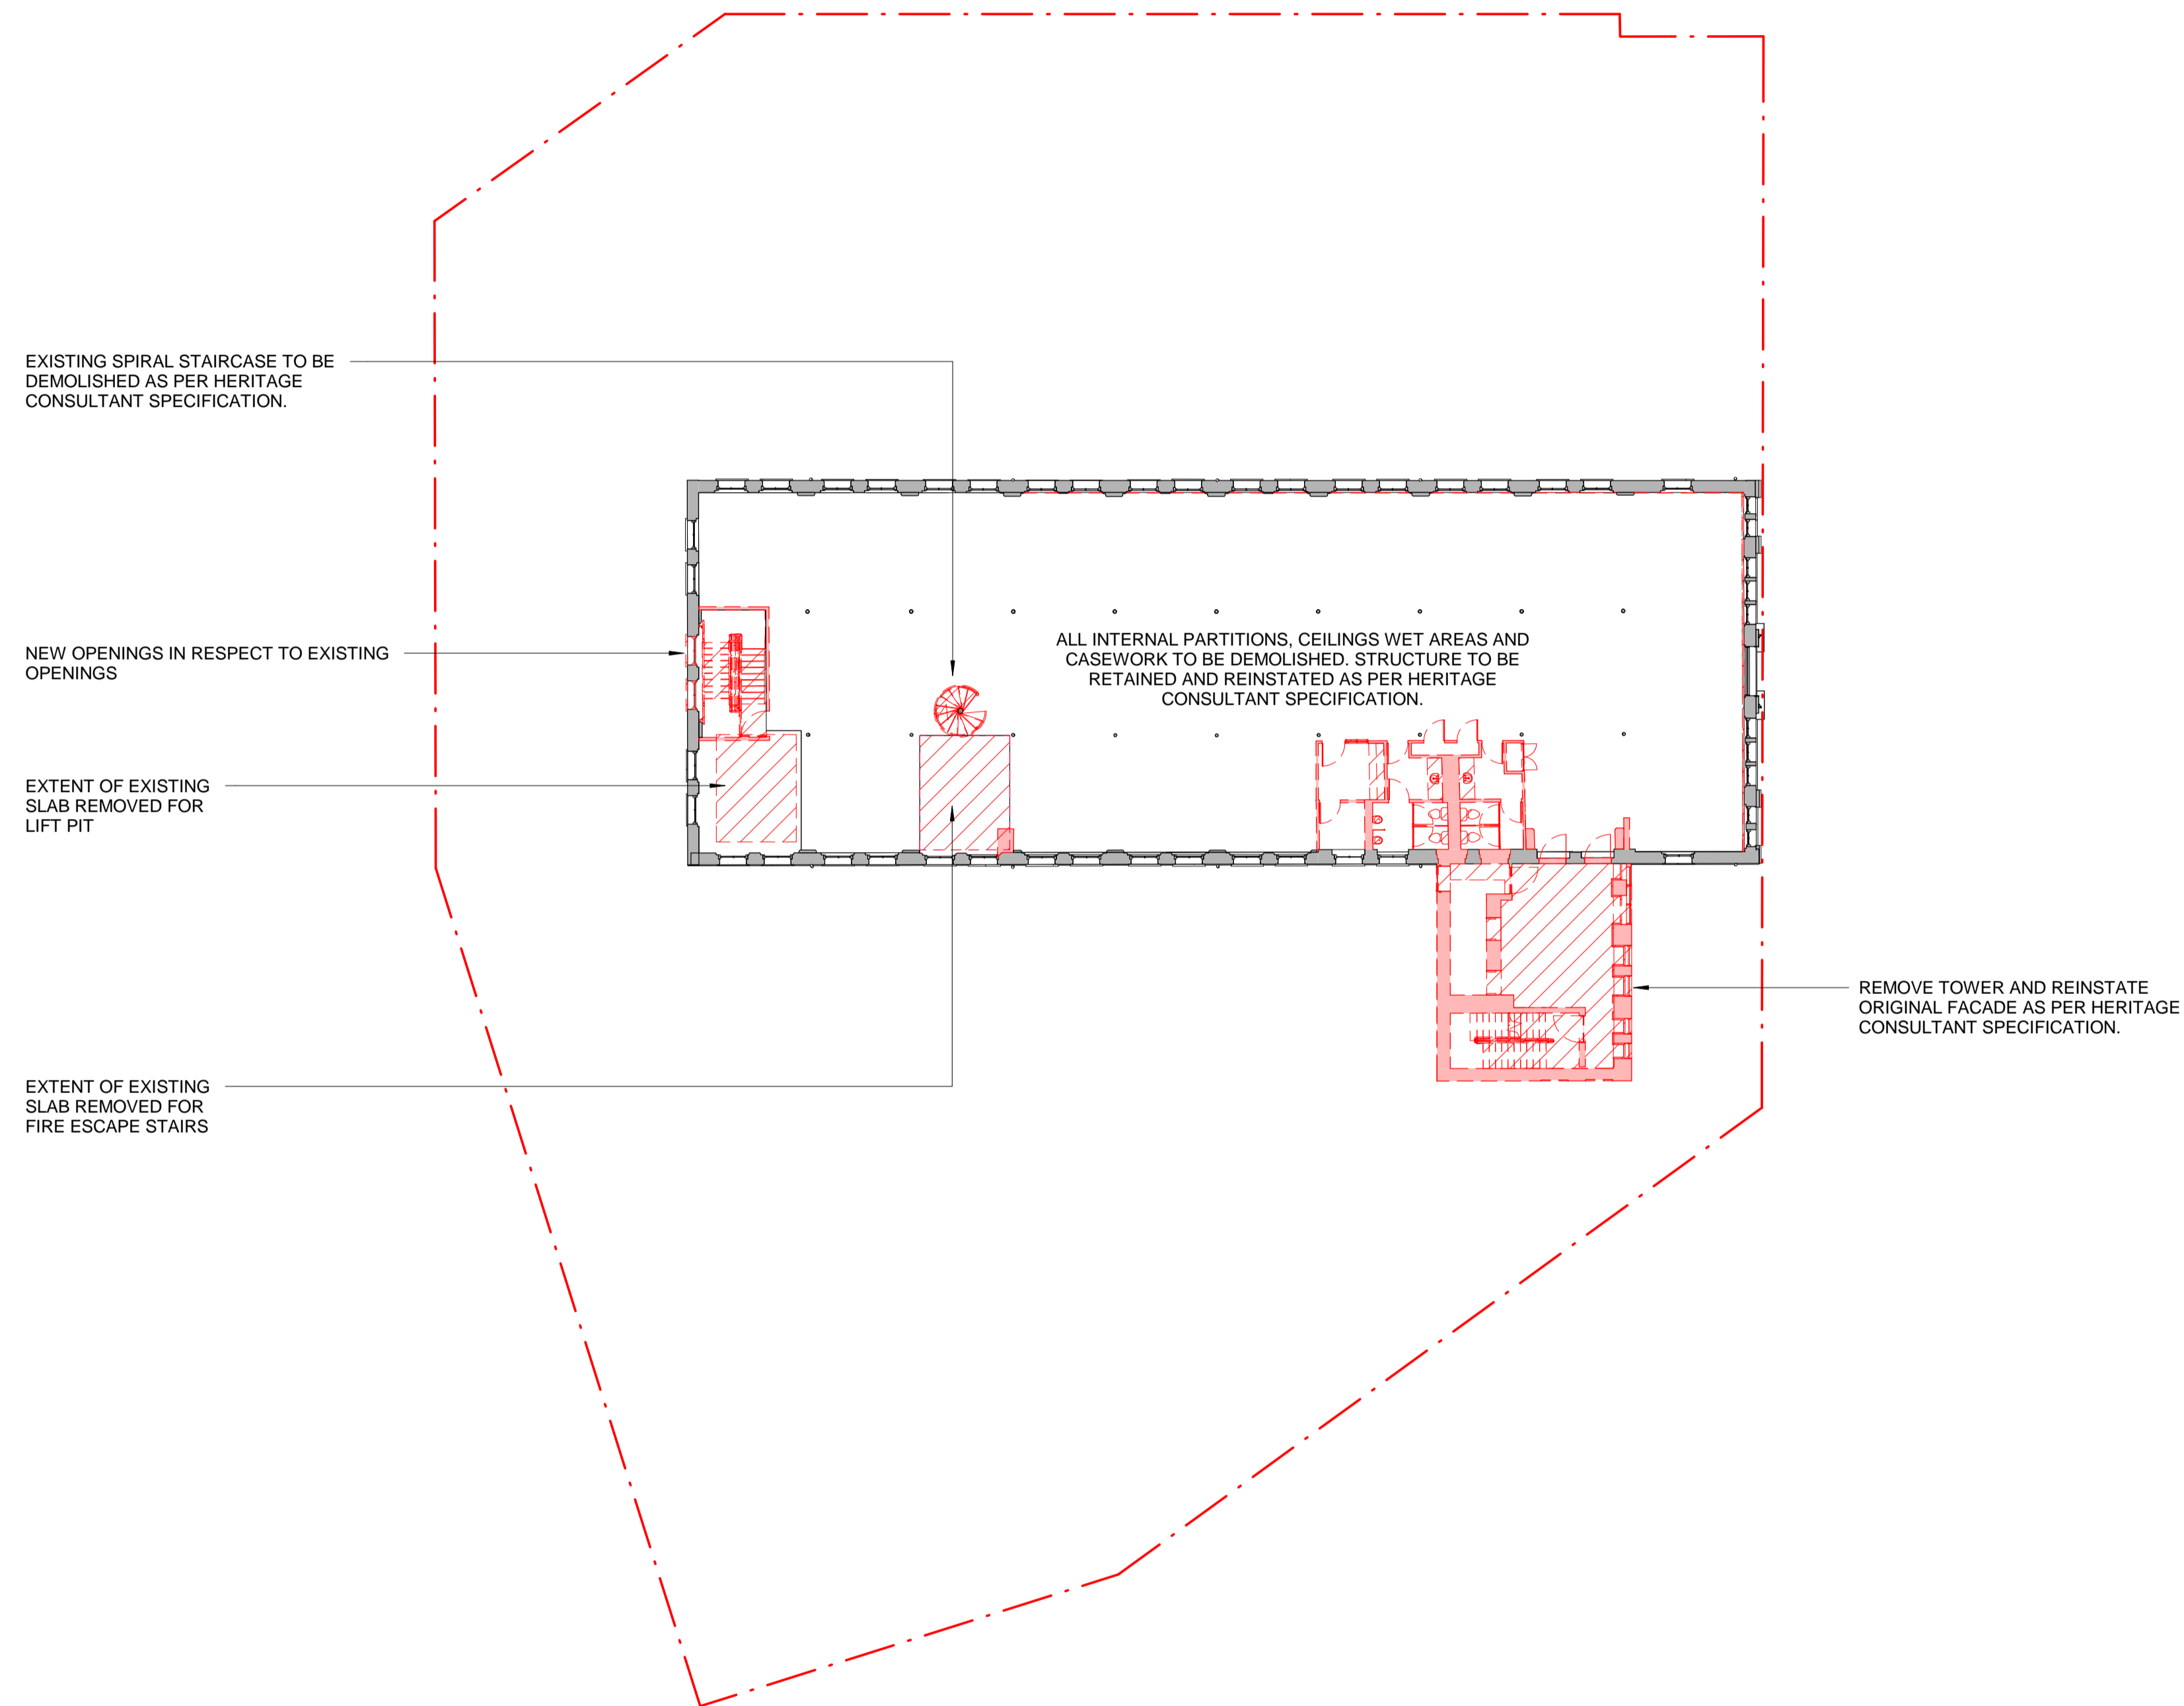 EXISTING SPIRAL STAIRCASE TO BE
DEMOLISHED AS PER HERITAGE
CONSULTANT SPECIFICATION.
NEW OPENINGS IN RESPECT TO EXISTING
OPENINGS
ALL INTERNAL PARTITIONS, CEILINGS WET AREAS AND
CASEWORK TO BE DEMOLISHED. STRUCTURE TO BE
RETAINED AND REINSTATED AS PER HERITAGE
CONSULTANT SPECIFICATION.
EXTENT OF EXISTING
SLAB REMOVED FOR
LIFT PIT
REMOVE TOWER AND REINSTATE
ORIGINAL FACADE AS PER HERITAGE
CONSULTANT SPECIFICATION.
EXTENT OF EXISTING
SLAB REMOVED FOR
FIRE ESCAPE STAIRS